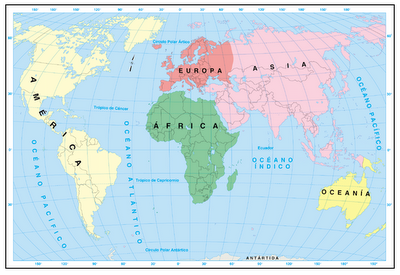 Círculo Polar Ártico
EUROPA
ASIA
AMÉRICA
OCÉANO PACÍFICO
Trópico de Cáncer
ÁFRICA
OCÉANO ATLÁNTICO
Ecuador
OCÉANO
ÍNDICO
OCÉANO PACÍFICO
Trópico de Capricornio
OCEANÍA
Círculo Polar Antártico
ANTÁRTIDA